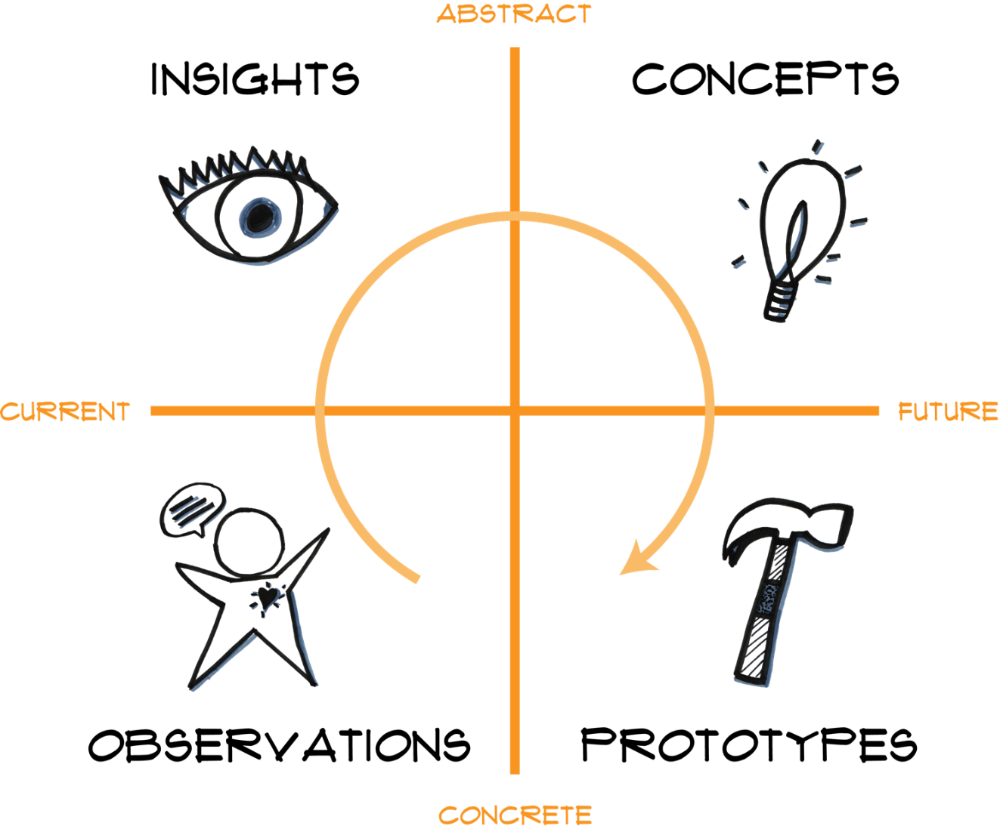 ABSTRACT
INSIGHTS
CONCEPTS
CURRENT
FUTURE
OBSERVATIONS
PROTOTYPES
CONCRETE